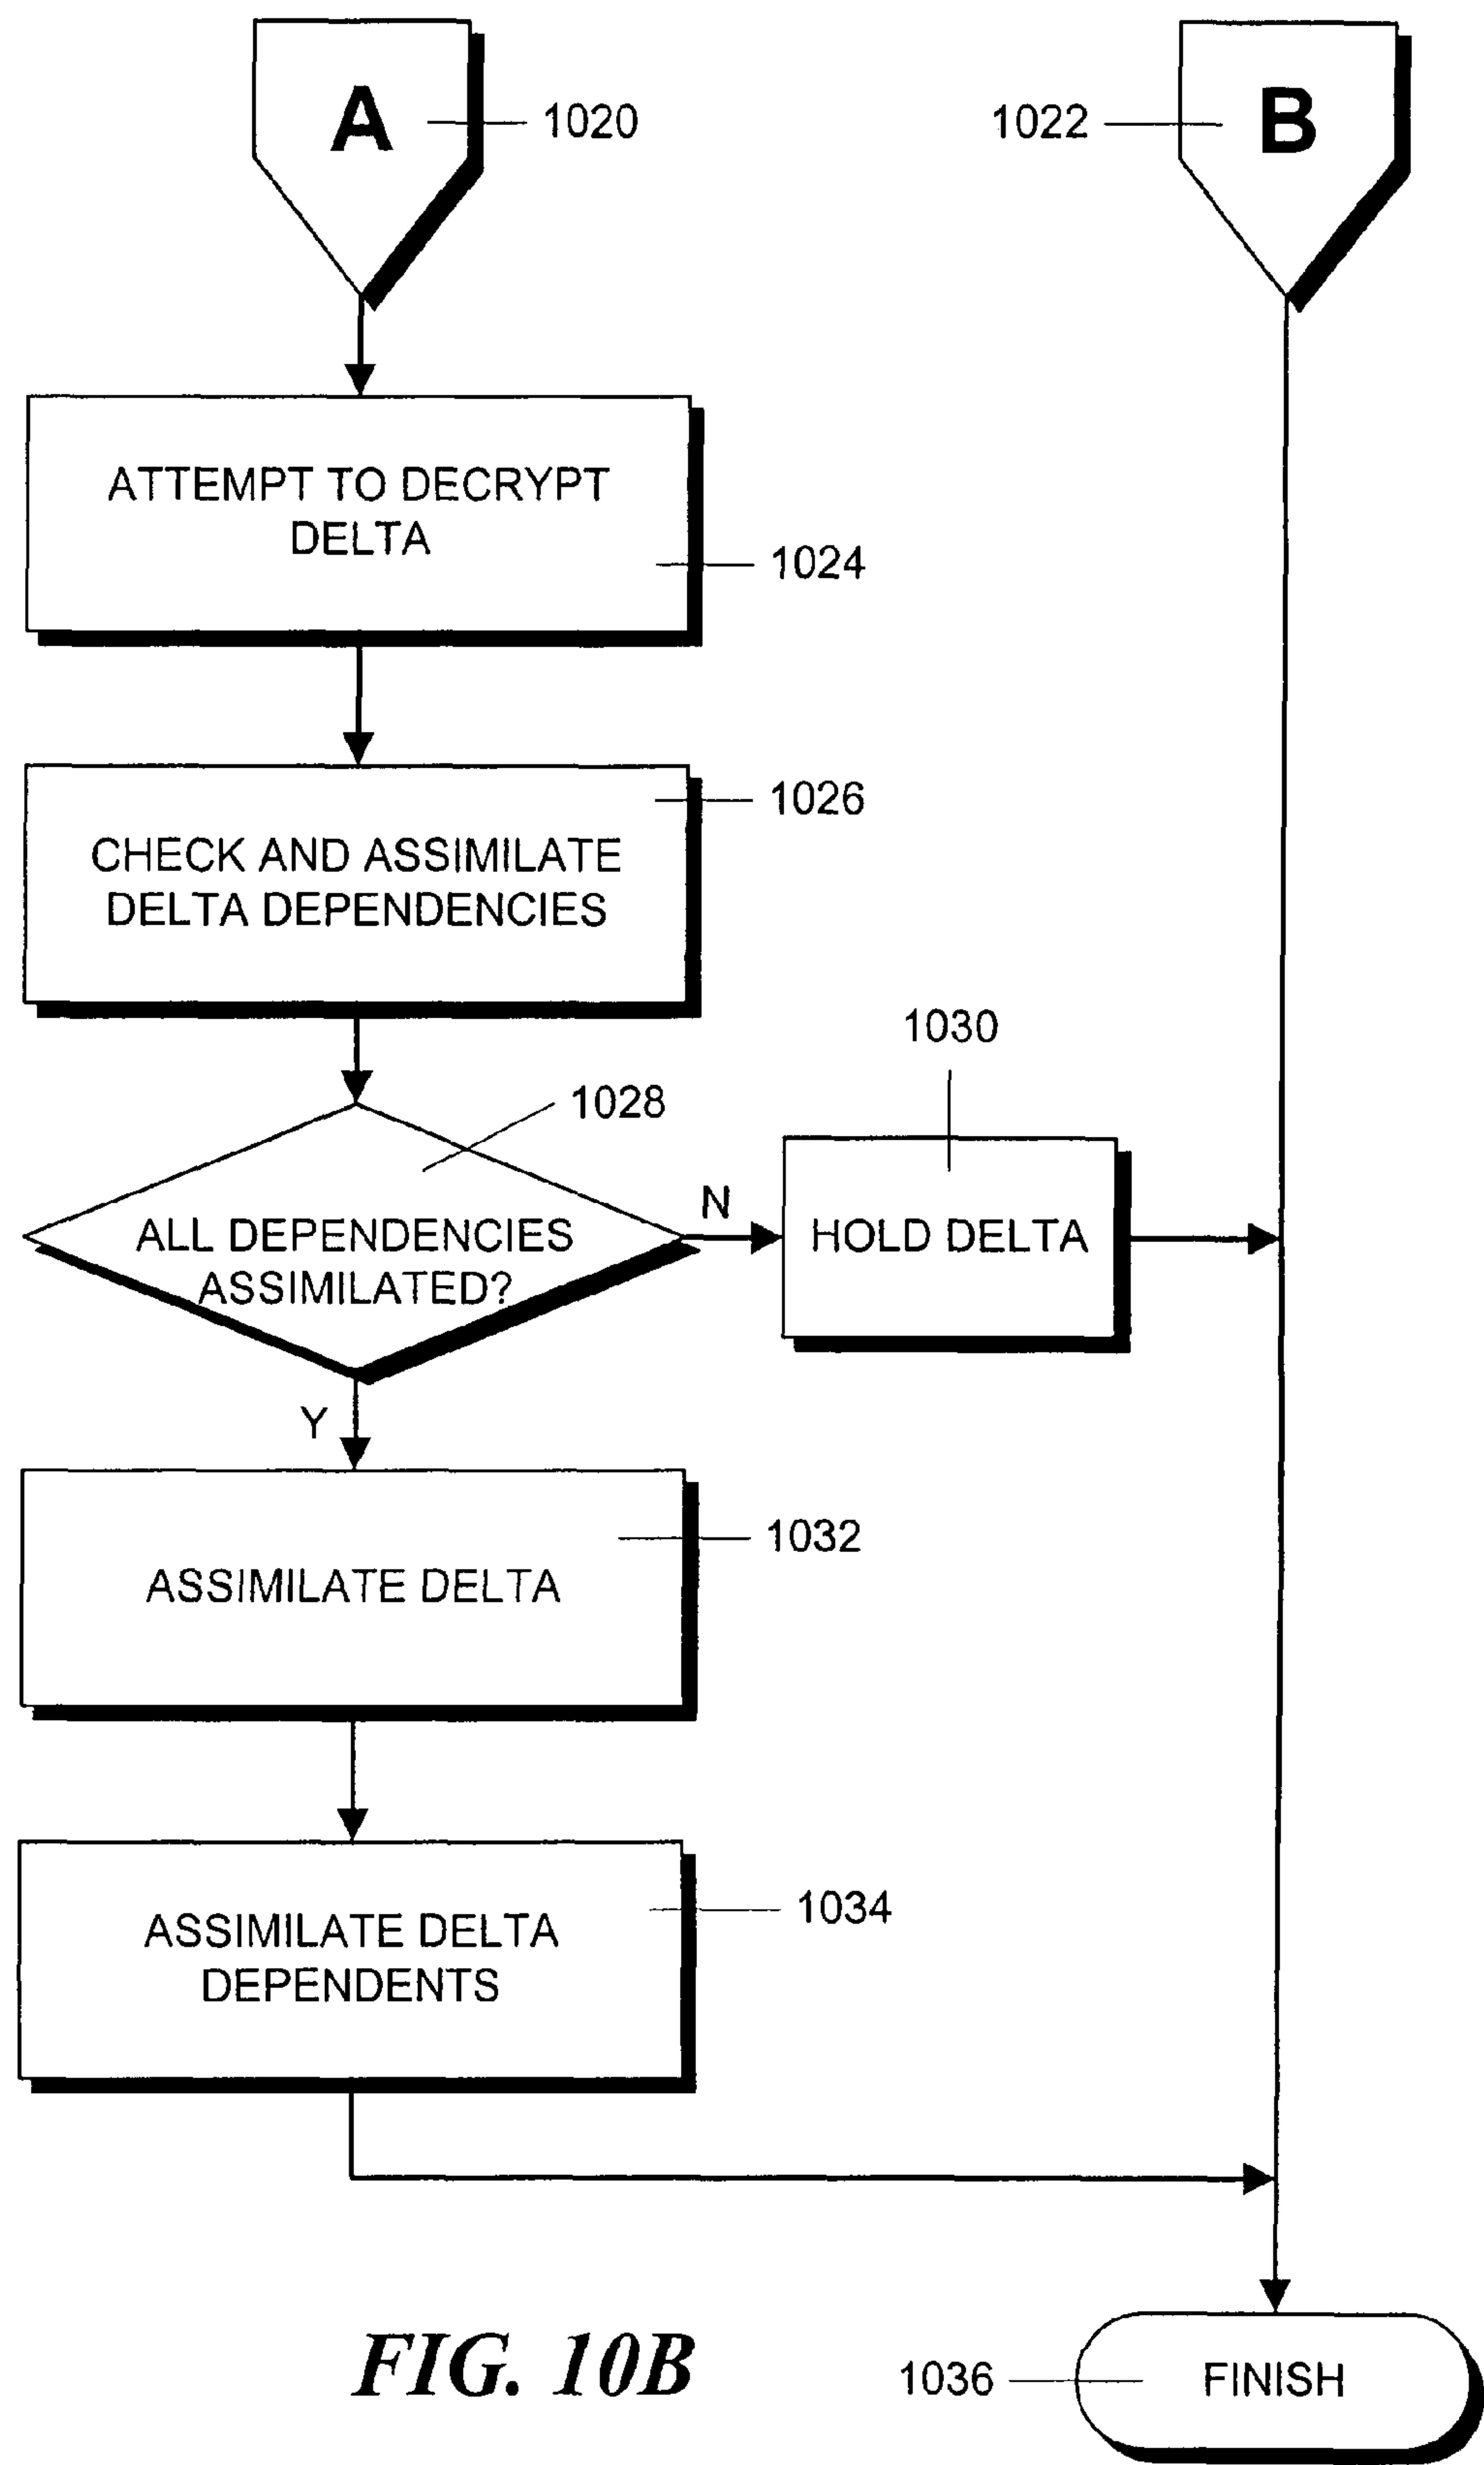 A
1020
1022
B
ATTEMPT TO DECRYPT
DELTA
1024
1026
CHECK AND ASSIMILATE
DELTA DEPENDENCIES
1030
1028
N
ALL DEPENDENCIES
ASSIMILATED?
HOLD DELTA
Y
1032
ASSIMILATE DELTA
1034
ASSIMILATE DELTA
DEPENDENTS
FIG. 10B
1036
FINISH